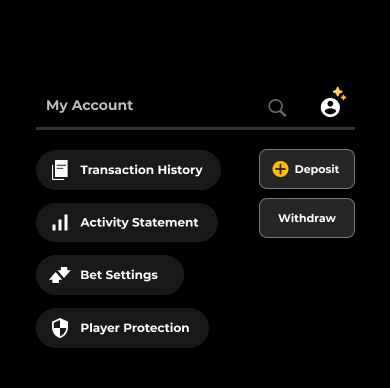 My Account
Transaction History
Deposit
Activity Statement
Withdraw
Bet Settings
Player Protection